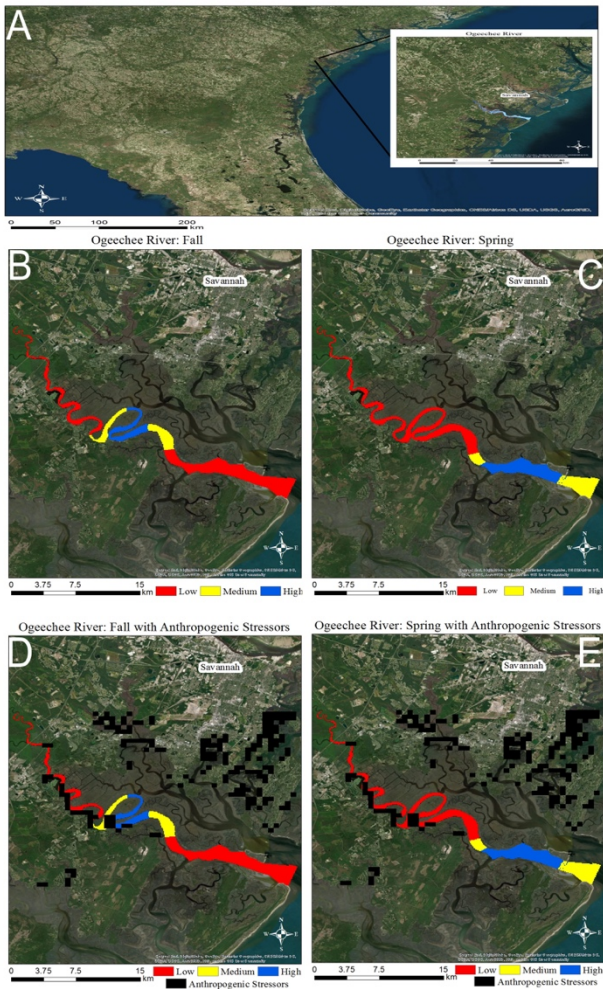 A
Ogeechee River
N
W E
S
0 50 100 200
km
Ogeechee River: Fall
Ogeechee River: Spring
B
Savannah
C
Savannah
N
W E
S
N
W E
S
0 3.75 7.5 15
km
Low Medium High
0 3.75 7.5 15
km
Low Medium High
Ogeechee River: Fall with Anthropogenic Stressors
Ogeechee River: Spring with Anthropogenic Stressors
D
Savannah
E
Savannah
N
W E
S
N
W E
S
0 3.75 7.5 15
km
Low Medium High
Anthropogenic Stressors
0 3.75 7.5 15
km
Low Medium High
Anthropogenic Stressors